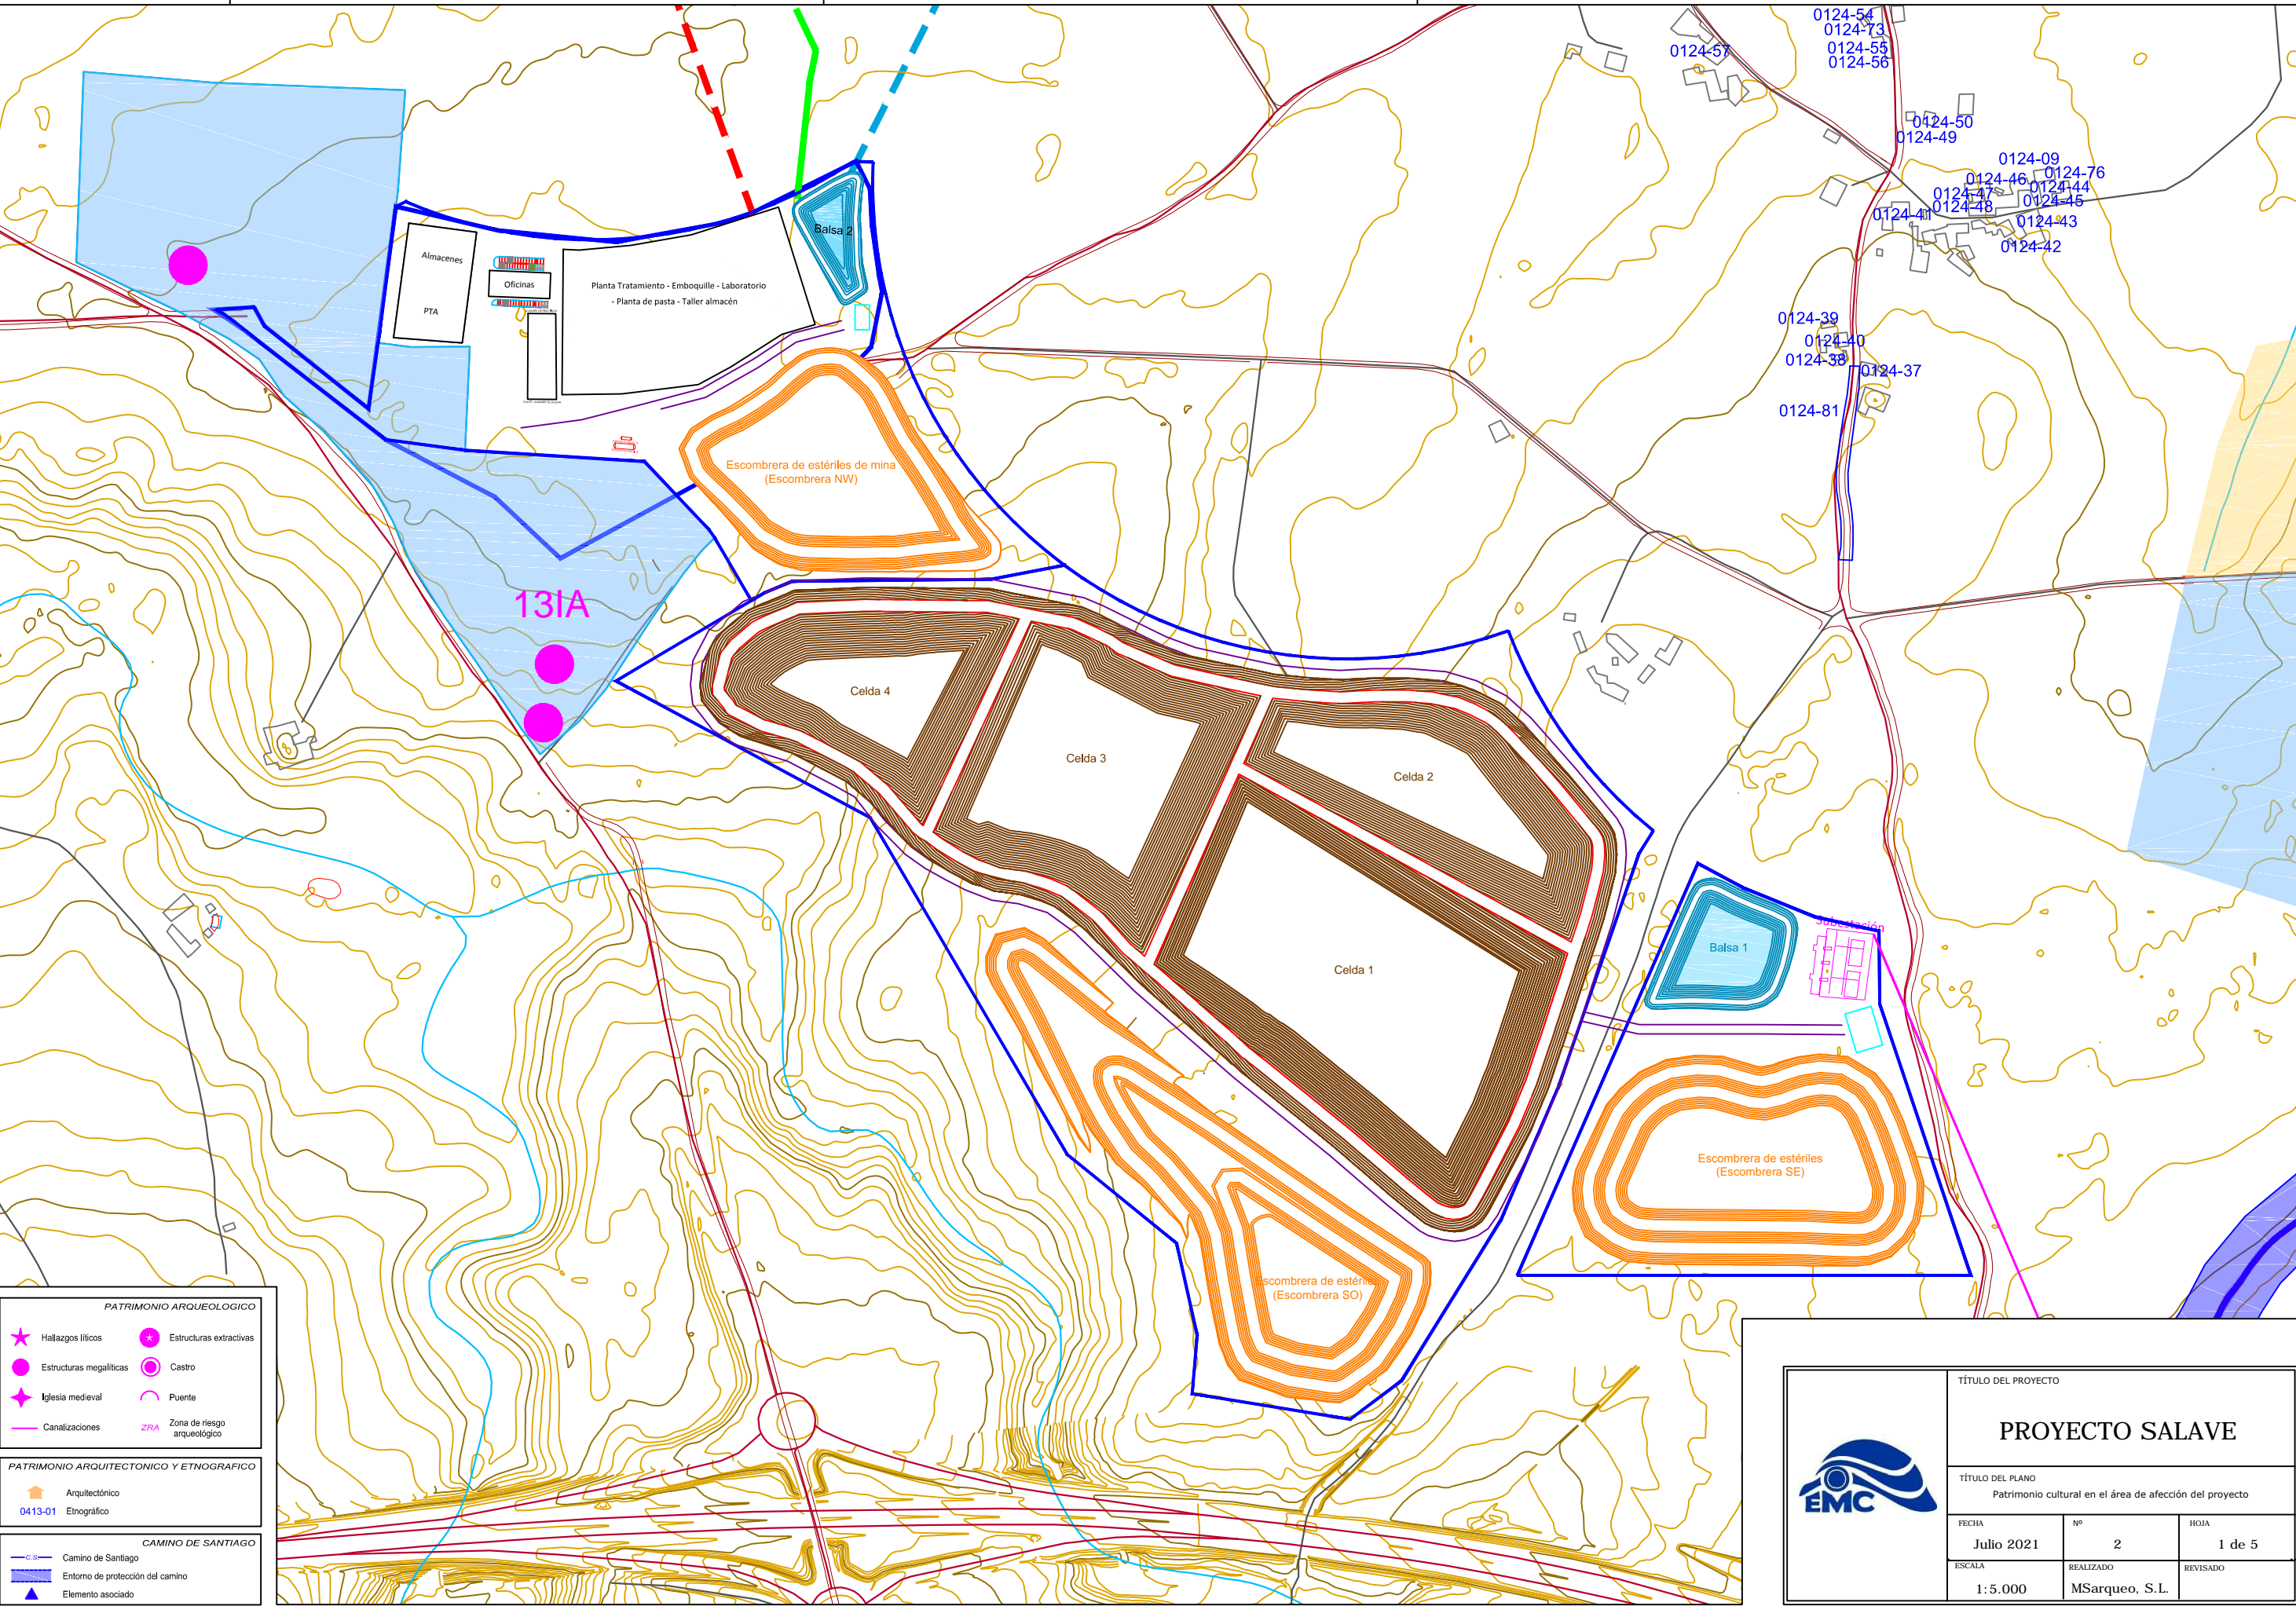 0124-54
0124-73
0124-55
0124-56
0124-57
0124-50
0124-49
0124-09
0124-76
0124-46
0124-44
0124-47
0124-45
0124-48
0124-41
0124-43
0124-42
Balsa 2
Almacenes
Oficinas
PTA
Planta Tratamiento - Emboquille - Laboratorio
- Planta de pasta - Taller almacén
0124-39
0124-40
0124-38
0124-37
0124-81
Escombrera de estériles de mina
(Escombrera NW)
13IA
Celda 4
Celda 3
Celda 2
Celda 1
Subestación
Balsa 1
Escombrera de estériles
(Escombrera SE)
Escombrera de estériles
(Escombrera SO)
PATRIMONIO ARQUEOLOGICO
Hallazgos líticos
Estructuras extractivas
Estructuras megalíticas
Castro
Iglesia medieval
Puente
Canalizaciones
ZRA
Zona de riesgo
arqueológico
PATRIMONIO ARQUITECTONICO Y ETNOGRAFICO
Arquitectónico
0413-01 Etnográfico
CAMINO DE SANTIAGO
C.S. Camino de Santiago
Entorno de protección del camino
Elemento asociado
EMC
TÍTULO DEL PROYECTO
PROYECTO SALAVE
TÍTULO DEL PLANO
Patrimonio cultural en el área de afección del proyecto
FECHA
Julio 2021
Nº
2
HOJA
1 de 5
ESCALA
1:5.000
REALIZADO
MSarqueo, S.L.
REVISADO